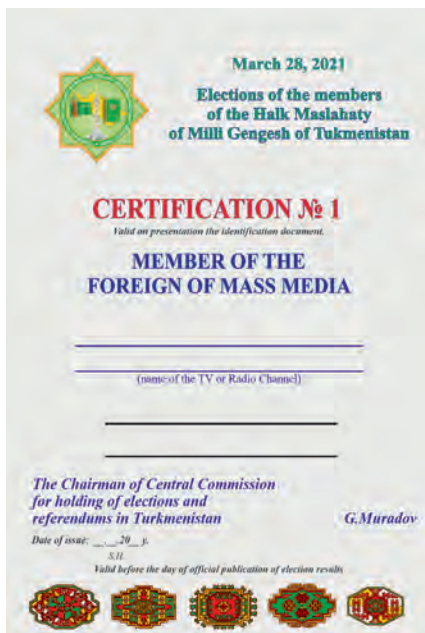 March 28, 2021
Elections of the members
of the Halk Maslahaty
of Milli Gengesh of Tukmenistan
CERTIFICATION № 1
Valid on presentation the identification document.
MEMBER OF THE
FOREIGN OF MASS MEDIA
(name of the TV or Radio Channel)
The Chairman of Central Commission
for holding of elections and
referendums in Turkmenistan G.Muradov
Date of issue: __.__.20__ y.
S.H.
Valid before the day of official publication of election results